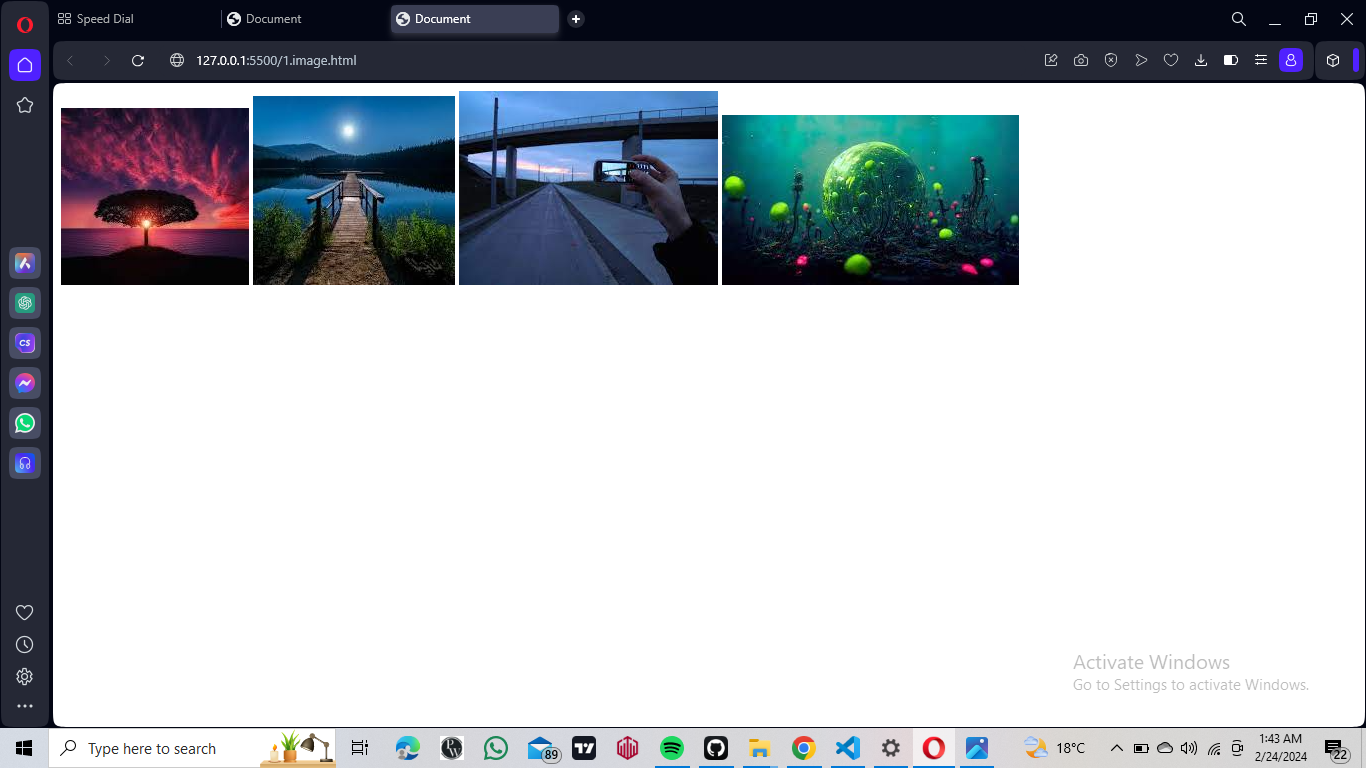 Speed Dial
Document
Document
127.0.0.1:5500/1.image.html
CS
Activate Windows
Go to Settings to activate Windows.
Type here to search
89
18°C
1:43 AM
2/24/2024
22